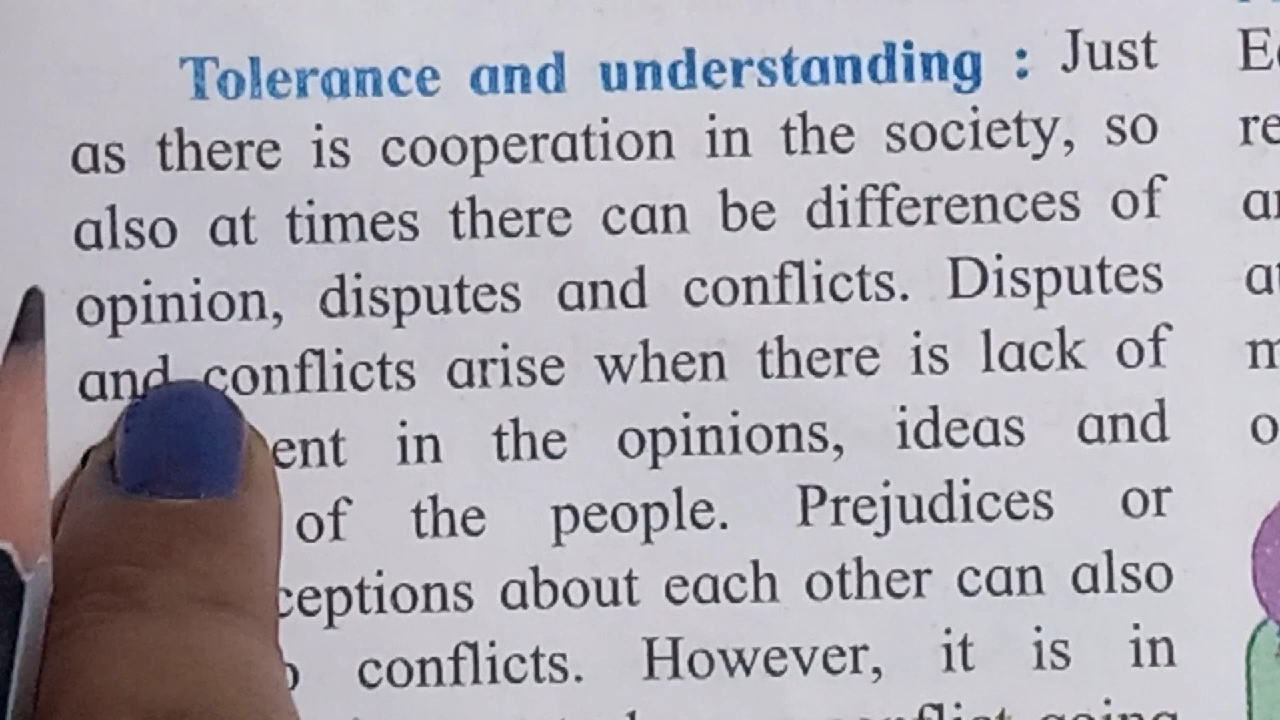 Tolerance and understanding : Just
as there is cooperation in the society, so
also at times there can be differences of
opinion, disputes and conflicts. Disputes
and conflicts arise when there is lack of
in the opinions, ideas and
of the people. Prejudices or
about each other can also
conflicts. However, it is in